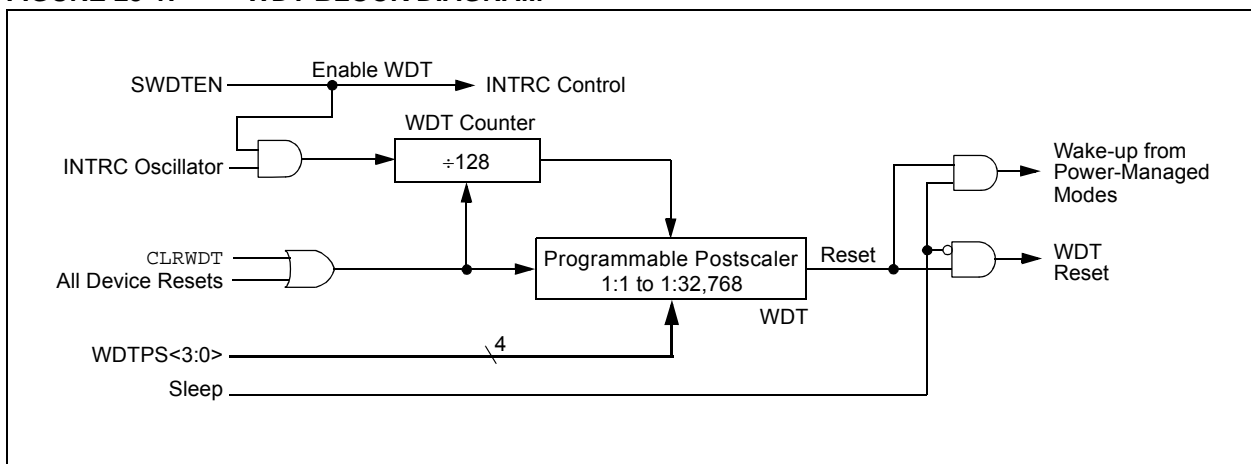 SWDTEN
Enable WDT
INTRC Control
WDT Counter
INTRC Oscillator
÷128
Wake-up from
Power-Managed
Modes
CLRWDT
All Device Resets
Programmable Postscaler
1:1 to 1:32,768
Reset
WDT
Reset
WDT
WDTPS<3:0>
4
Sleep